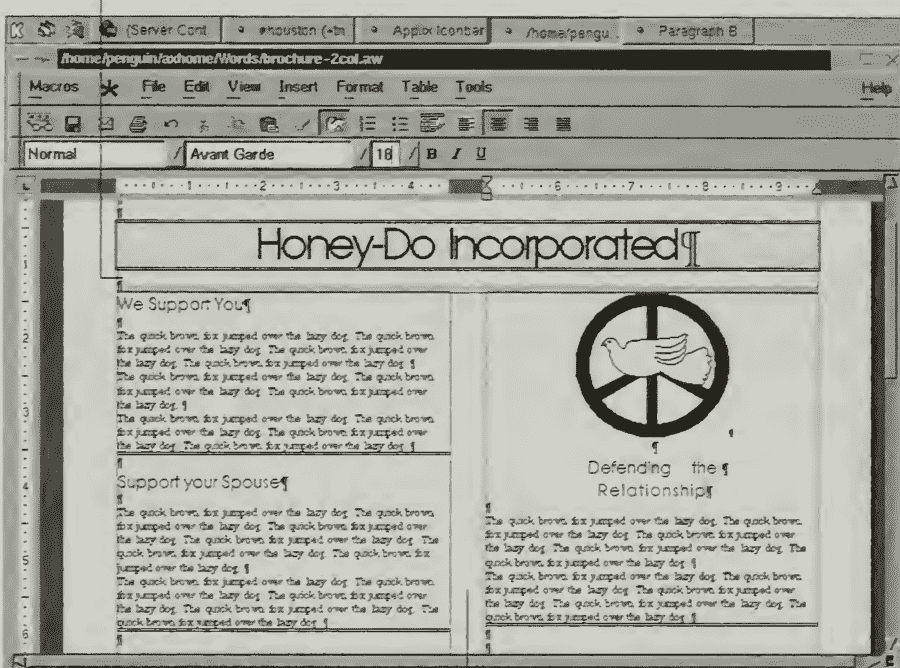 (Server Cont
#houston (+tn
Applix Iconbar
/home/pengu..
Paragraph B
/home/penguin/axhome/Words/brochure-2col.aw
Macros * File Edit View Insert Format Table Tools Help
Normal Avant Garde 18 B I U
1 2 3 4 6 7 8 9
Honey-Do Incorporated¶
We Support You¶
¶
The quick brown fox jumped over the lazy dog. The quick brown
fox jumped over the lazy dog. The quick brown fox jumped over
the lazy dog. The quick brown fox jumped over the lazy dog. ¶
The quick brown fox jumped over the lazy dog. The quick brown
fox jumped over the lazy dog. The quick brown fox jumped over
the lazy dog. ¶
The quick brown fox jumped over the lazy dog. The quick brown
fox jumped over the lazy dog. The quick brown fox jumped over
the lazy dog. The quick brown fox jumped over the lazy dog. ¶
¶
Support your Spouse¶
¶
The quick brown fox jumped over the lazy dog. The quick brown
fox jumped over the lazy dog. The quick brown fox jumped over
the lazy dog. The quick brown fox jumped over the lazy dog. The
quick brown fox jumped over the lazy dog. The quick brown fox
jumped over the lazy dog. ¶
The quick brown fox jumped over the lazy dog. The quick brown
fox jumped over the lazy dog. The quick brown fox jumped over
the lazy dog. The quick brown fox jumped over the lazy dog. The
quick brown fox jumped over the lazy dog. ¶
¶
¶
¶
Defending the ¶
Relationship¶
¶
The quick brown fox jumped over the lazy dog. The quick brown
fox jumped over the lazy dog. The quick brown fox jumped over
the lazy dog. The quick brown fox jumped over the lazy dog. The
quick brown fox jumped over the lazy dog. ¶
The quick brown fox jumped over the lazy dog. The quick brown
fox jumped over the lazy dog. The quick brown fox jumped over
the lazy dog. The quick brown fox jumped over the lazy dog. The
quick brown fox jumped over the lazy dog. ¶
¶
¶
1
2
3
4
5
6